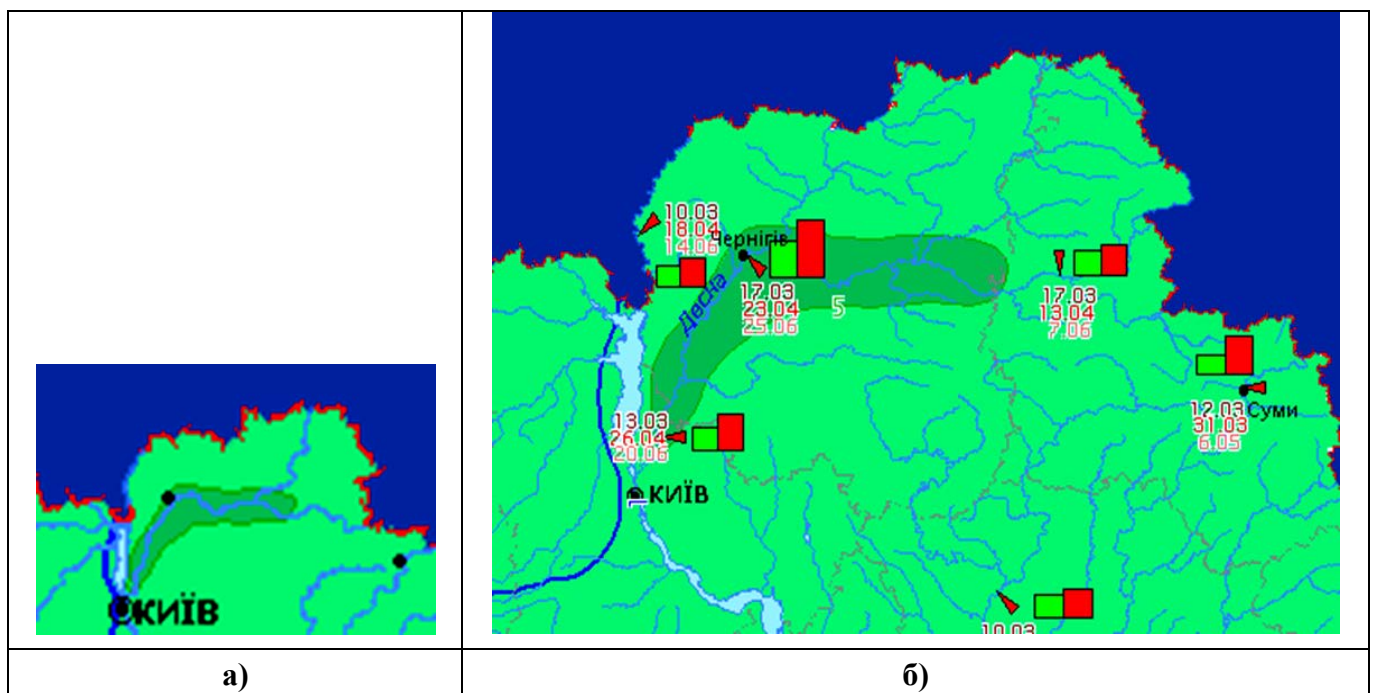 КИЇВ
10.03
18.04
14.06
Чернігів
Десна
17.03
23.04
25.06
5
17.03
13.04
7.06
12.03
31.03
6.05
Суми
13.03
26.04
20.06
КИЇВ
10.03
а)
б)